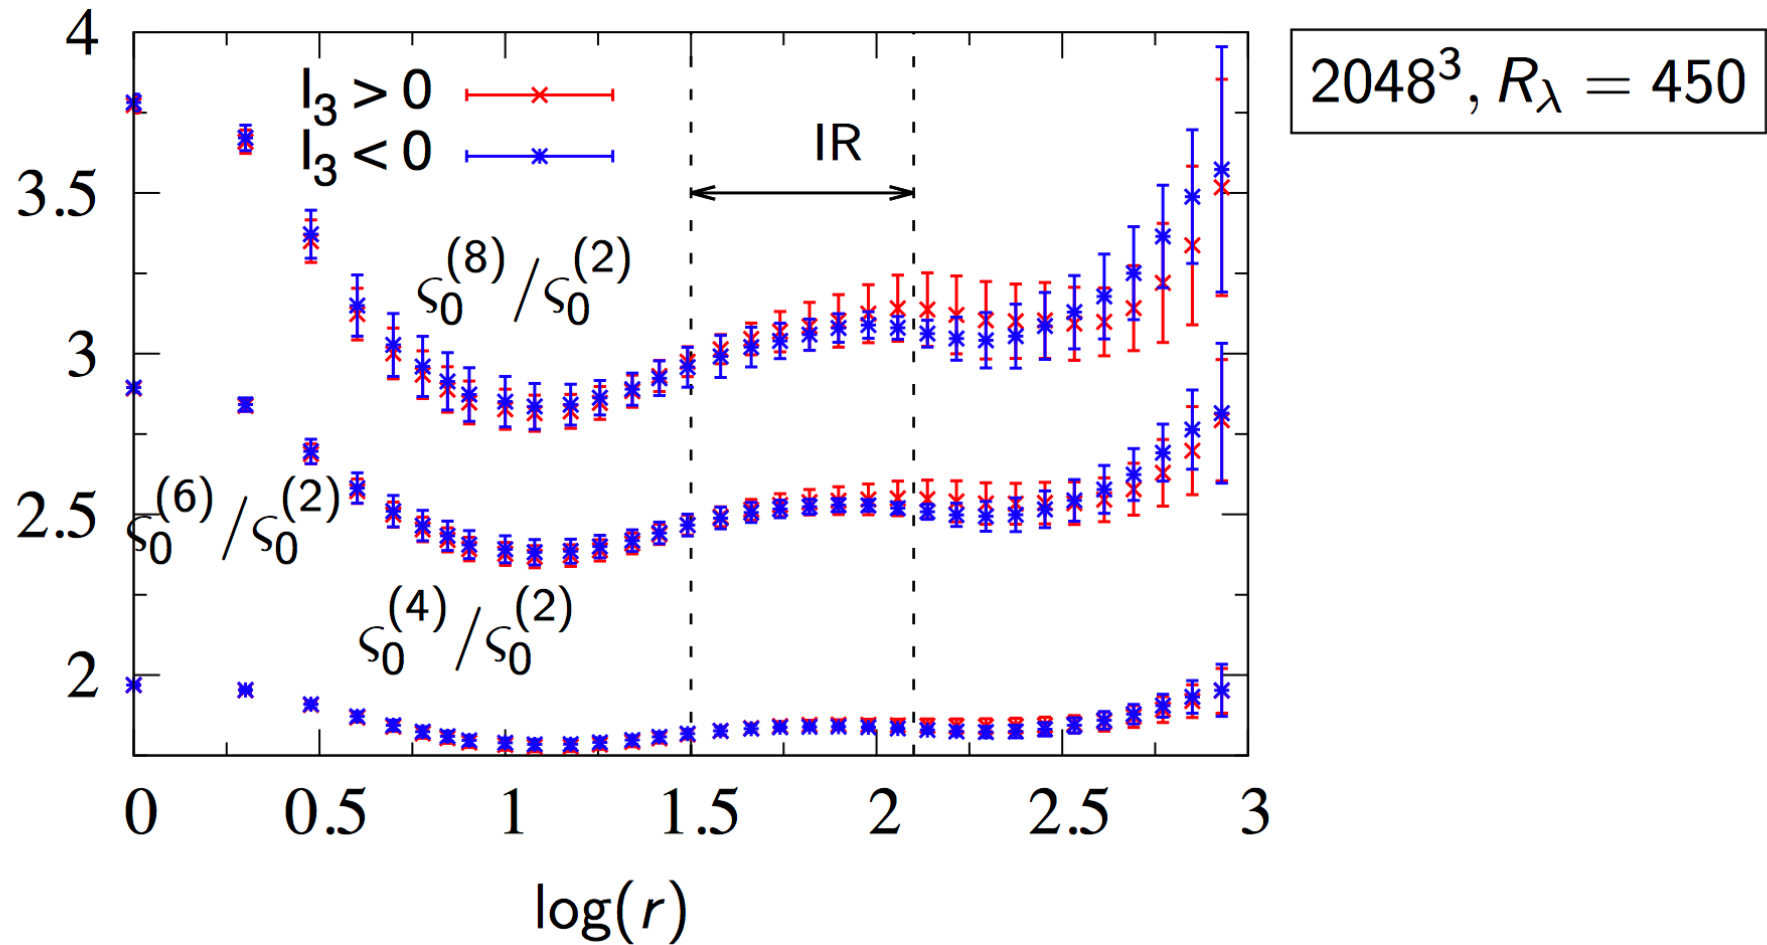 4
3.5
3
2.5
2
I₃ > 0
I₃ < 0
IR
2048³, R_λ = 450
ς₀⁽⁸⁾/ς₀⁽²⁾
ς₀⁽⁶⁾/ς₀⁽²⁾
ς₀⁽⁴⁾/ς₀⁽²⁾
0 0.5 1 1.5 2 2.5 3
log(r)